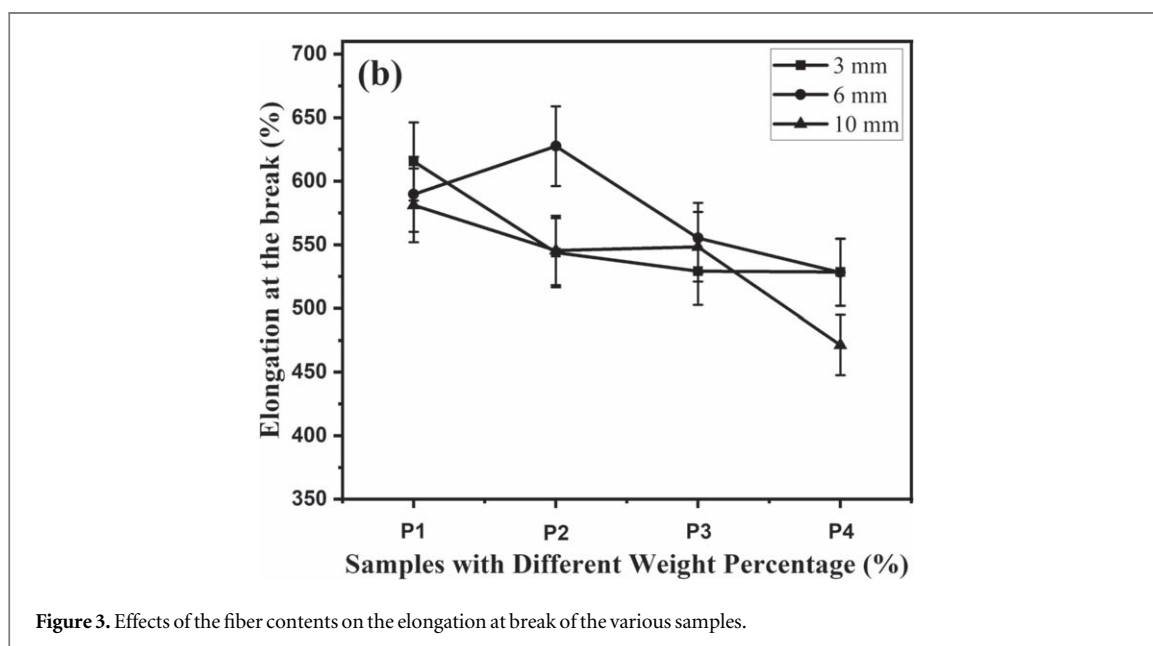 (b)
3 mm
6 mm
10 mm
Elongation at the break (%)
700
650
600
550
500
450
400
350
P1 P2 P3 P4
Samples with Different Weight Percentage (%)
Figure 3. Effects of the fiber contents on the elongation at break of the various samples.